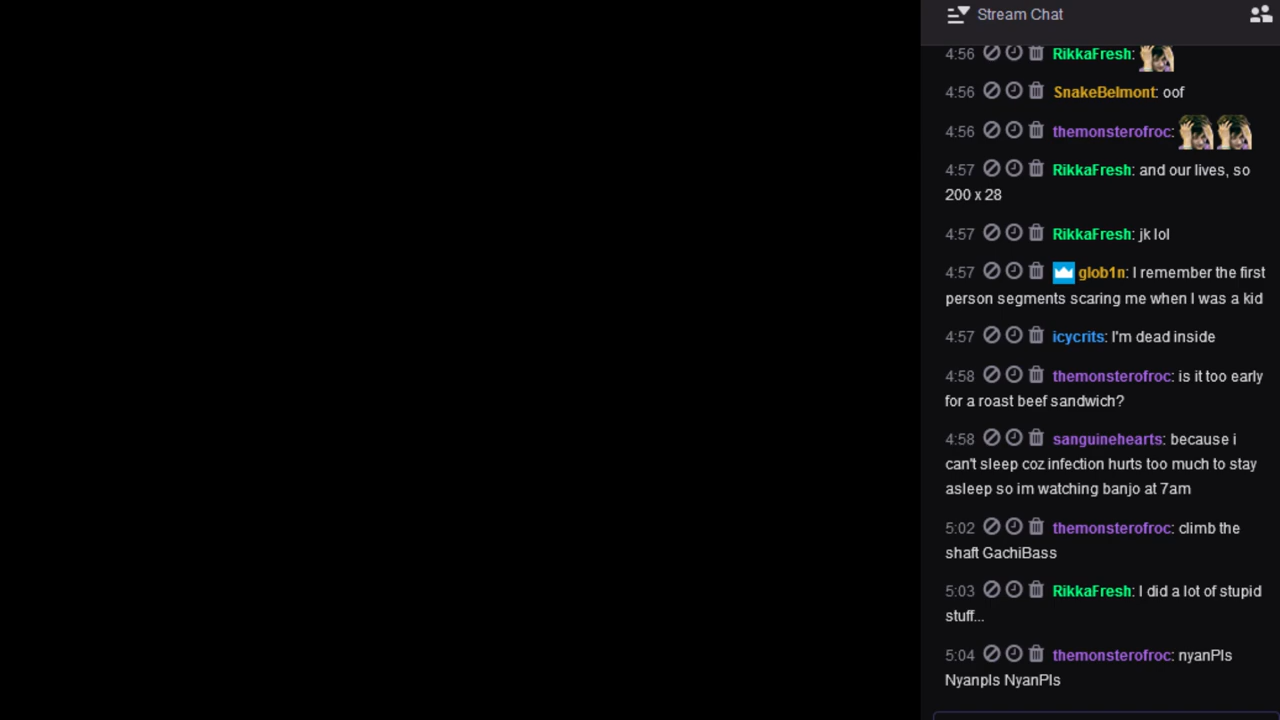 Stream Chat
4:56 RikkaFresh:
4:56 SnakeBelmont: oof
4:56 themonsterofroc:
4:57 RikkaFresh: and our lives, so
200 x 28
4:57 RikkaFresh: jk lol
4:57 glob1n: I remember the first
person segments scaring me when I was a kid
4:57 icycrits: I'm dead inside
4:58 themonsterofroc: is it too early
for a roast beef sandwich?
4:58 sanguinehearts: because i
can't sleep coz infection hurts too much to stay
asleep so im watching banjo at 7am
5:02 themonsterofroc: climb the
shaft GachiBass
5:03 RikkaFresh: I did a lot of stupid
stuff...
5:04 themonsterofroc: nyanPls
Nyanpls NyanPls